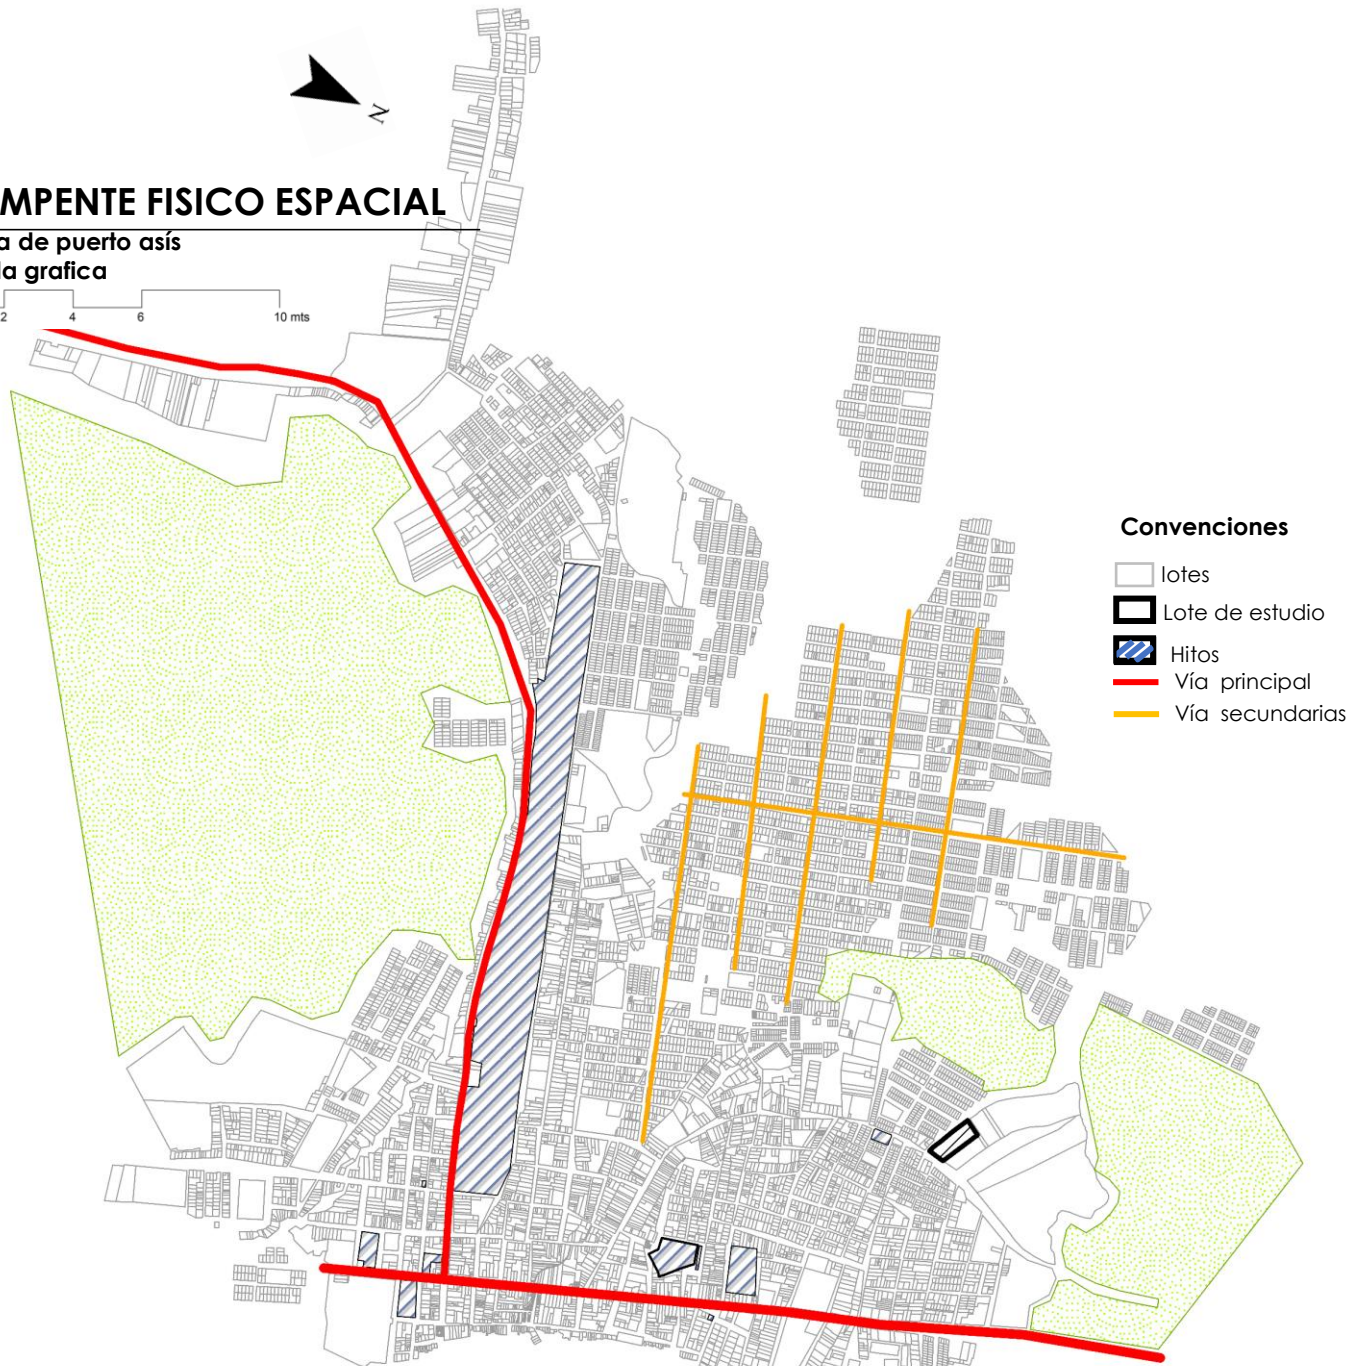 N
MPENTE FISICO ESPACIAL
a de puerto asís
la grafica
2 4 6 10 mts
Convenciones
lotes
Lote de estudio
Hitos
Vía principal
Vía secundarias